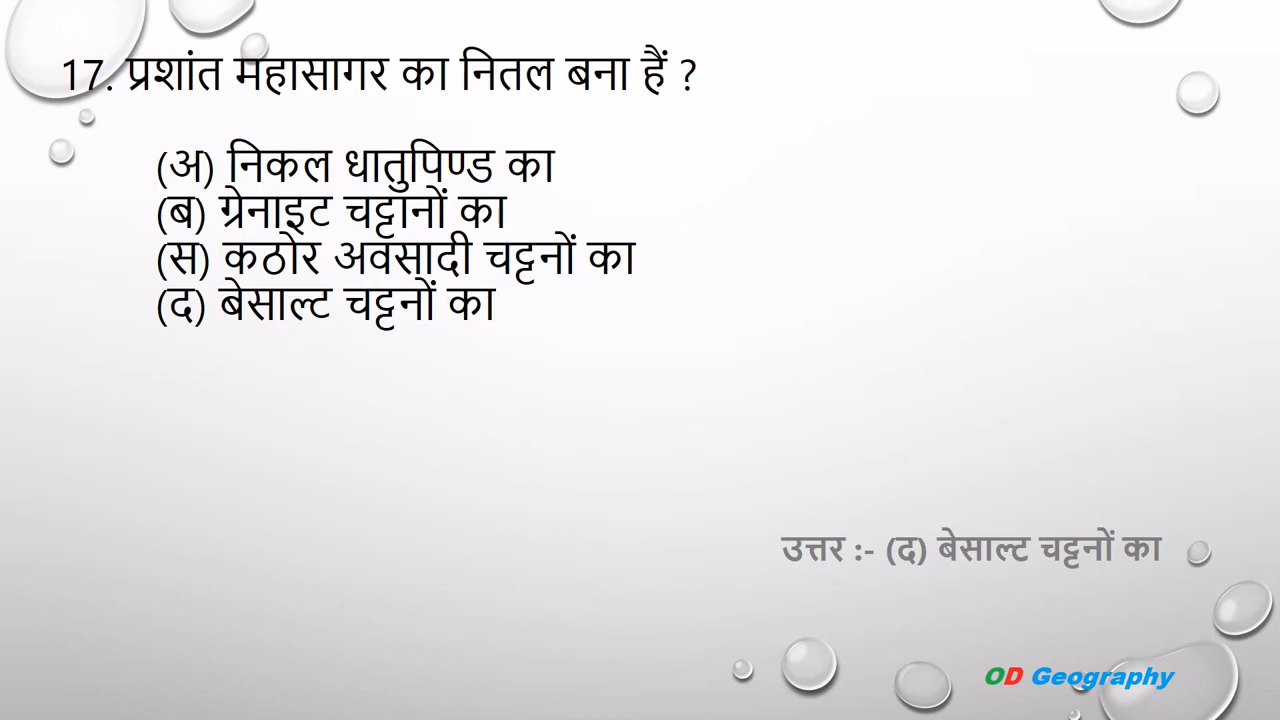 17. प्रशांत महासागर का नितल बना हैं ?
(अ) निकल धातुपिण्ड का
(ब) ग्रेनाइट चट्टानों का
(स) कठोर अवसादी चट्टनों का
(द) बेसाल्ट चट्टनों का
उत्तर :- (द) बेसाल्ट चट्टनों का
OD Geography